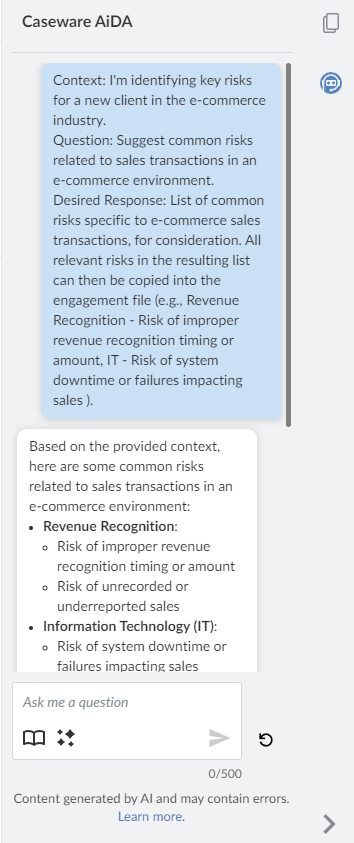 Caseware AiDA
Context: I'm identifying key risks
for a new client in the e-commerce
industry.
Question: Suggest common risks
related to sales transactions in an
e-commerce environment.
Desired Response: List of common
risks specific to e-commerce sales
transactions, for consideration. All
relevant risks in the resulting list
can then be copied into the
engagement file (e.g., Revenue
Recognition - Risk of improper
revenue recognition timing or
amount, IT - Risk of system
downtime or failures impacting
sales ).
Based on the provided context,
here are some common risks
related to sales transactions in an
e-commerce environment:
• Revenue Recognition:
◦ Risk of improper revenue
recognition timing or amount
◦ Risk of unrecorded or
underreported sales
• Information Technology (IT):
◦ Risk of system downtime or
failures impacting sales
Ask me a question
0/500
Content generated by AI and may contain errors.
Learn more.